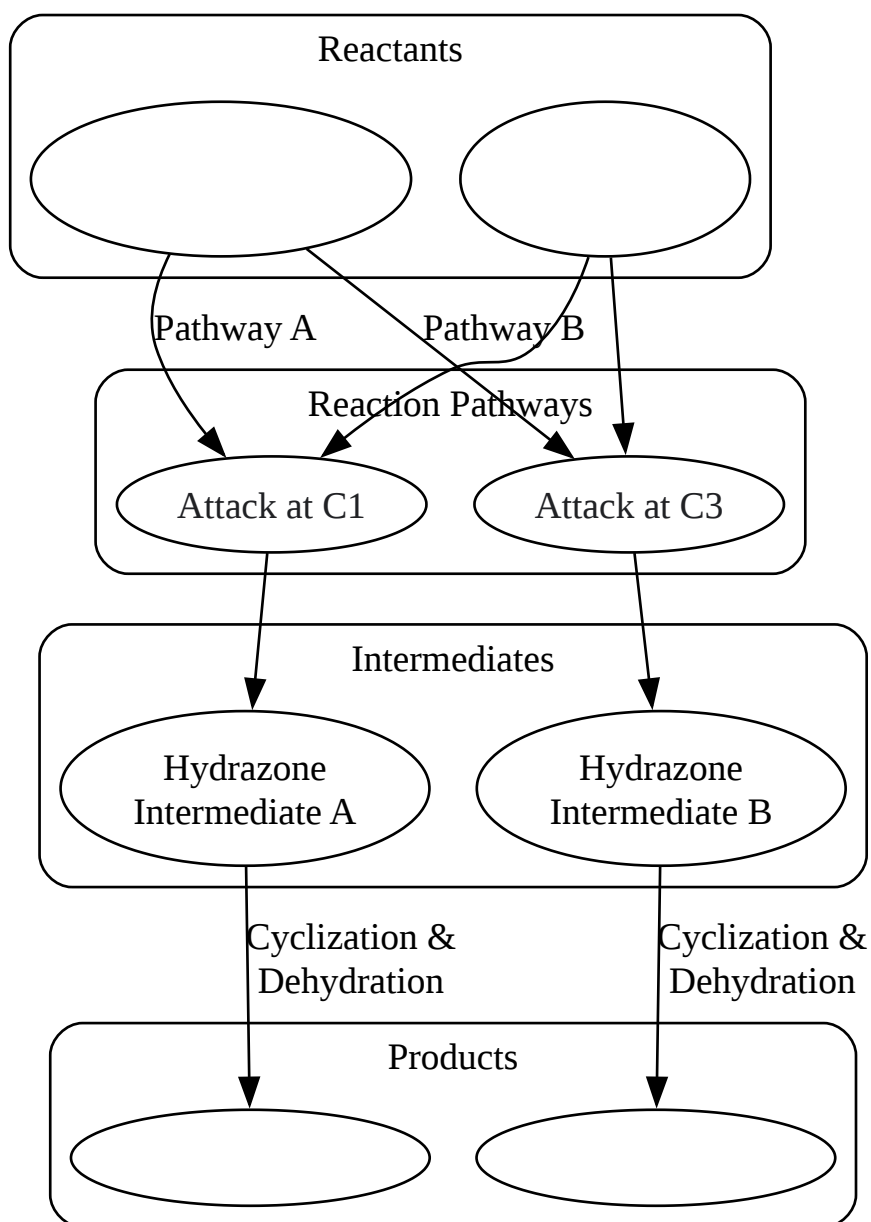 Reactants
Pathway A
Pathway B
Reaction Pathways
Attack at C1
Attack at C3
Intermediates
Hydrazone
Intermediate A
Hydrazone
Intermediate B
Cyclization &
Dehydration
Cyclization &
Dehydration
Products